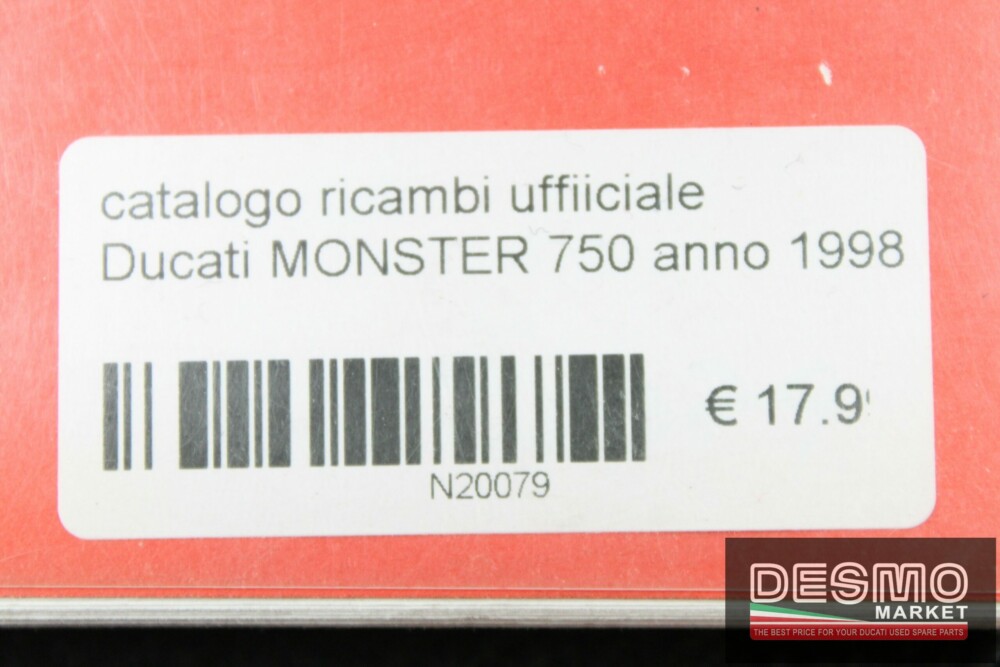 catalogo ricambi uffiiciale
Ducati MONSTER 750 anno 1998
€ 17.9
N20079
DESMO
MARKET
THE BEST PRICE FOR YOUR DUCATI USED SPARE PARTS